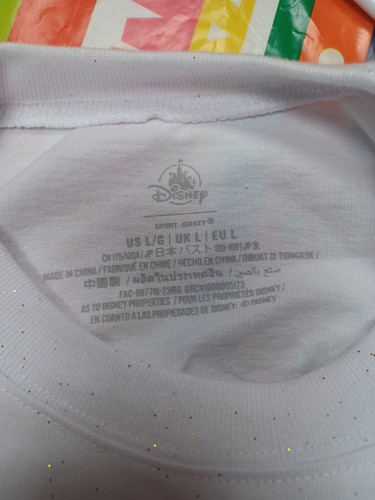 Disney
SPIRIT JERSEY®
US L/G | UK L | EU L
CN 175/100A | JP 日本バスト 100-108 | JP 3L
MADE IN CHINA / FABRIQUÉ EN CHINE / HECHO EN CHINA / DIBUAT DI TIONGKOK /
中國製 / ผลิตในประเทศจีน / صنع بالصين /
AS TO DISNEY PROPERTIES / POUR LES PROPRIÉTÉS DISNEY /
EN CUANTO A LAS PROPIEDADES DE DISNEY: © DISNEY